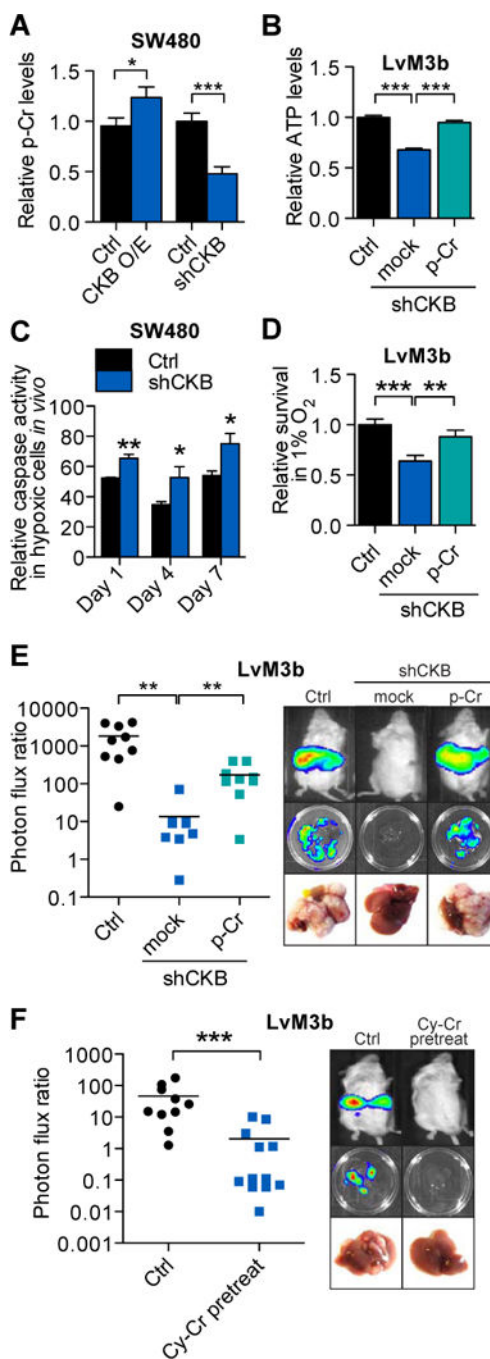 A
SW480
Relative p-Cr levels
1.5
1.0
0.5
0.0
*
***
Ctrl
CKB O/E
Ctrl
shCKB
B
LvM3b
Relative ATP levels
1.5
1.0
0.5
0.0
***
***
Ctrl
mock
p-Cr
shCKB
C
SW480
Ctrl
shCKB
Relative caspase activity
in hypoxic cells in vivo
80
60
40
20
0
**
*
*
Day 1
Day 4
Day 7
D
LvM3b
Relative survival
in 1% O2
1.5
1.0
0.5
0.0
***
**
Ctrl
mock
p-Cr
shCKB
E
LvM3b
Photon flux ratio
10000
1000
100
10
1
0.1
**
**
Ctrl
mock
p-Cr
shCKB
shCKB
Ctrl
mock
p-Cr
F
LvM3b
Photon flux ratio
1000
100
10
1
0.1
0.01
0.001
***
Ctrl
Cy-Cr pretreat
Ctrl
Cy-Cr
pretreat